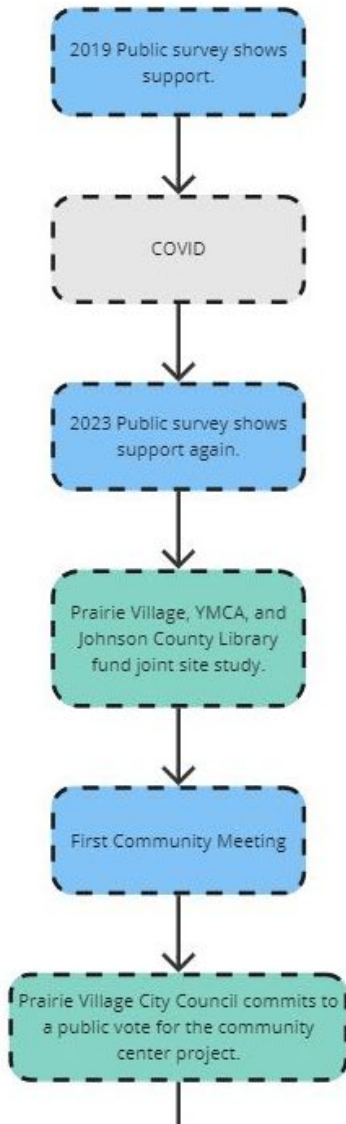 2019 Public survey shows
support.
COVID
2023 Public survey shows
support again.
Prairie Village, YMCA, and
Johnson County Library
fund joint site study.
First Community Meeting
Prairie Village City Council commits to
a public vote for the community
center project.